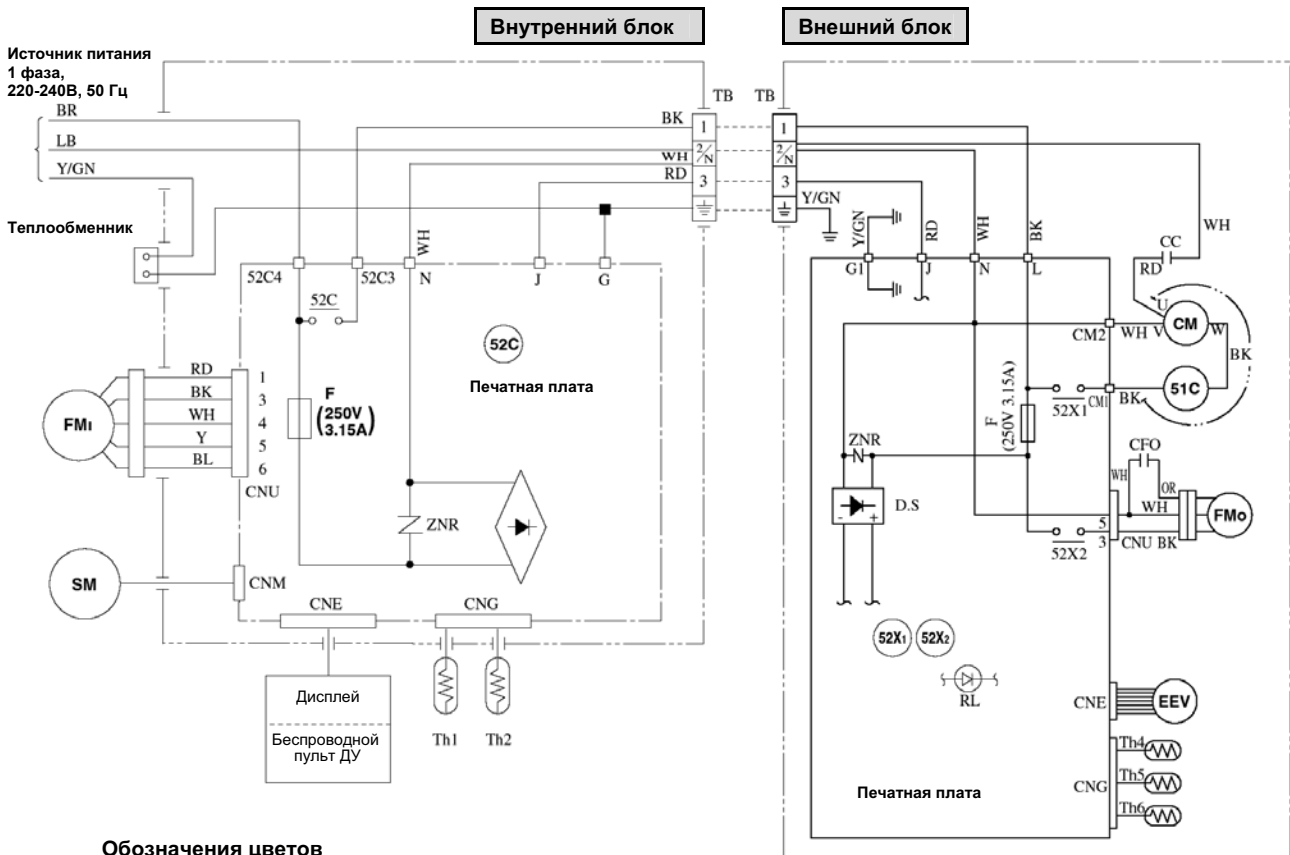 Внутренний блок
Внешний блок
Источник питания
1 фаза,
220-240В, 50 Гц
BR
LB
Y/GN
Теплообменник
TB
TB
BK
1
WH
2/N
RD
3
1
2/N
3
Y/GN
WH
52C4
52C3
N
J
G
52C
52C
Печатная плата
F
(250V
3.15A)
ZNR
RD
BK
WH
Y
BL
1
3
4
5
6
CNU
FMI
SM
CNM
CNE
CNG
Дисплей
Беспроводной
пульт ДУ
Th1
Th2
Y/GN
RD
WH
BK
G1
J
N
L
WH
CC
RD
U
CM
W
CM2
WH
V
BK
51C
52X1
CM1
BK
F
(250V 3.15A)
ZNR
D.S
-
+
CFO
WH
OR
WH
5
3
CNU
BK
FMO
52X2
52X1
52X2
RL
CNE
EEV
CNG
Th4
Th5
Th6
Печатная плата
Обозначения цветов